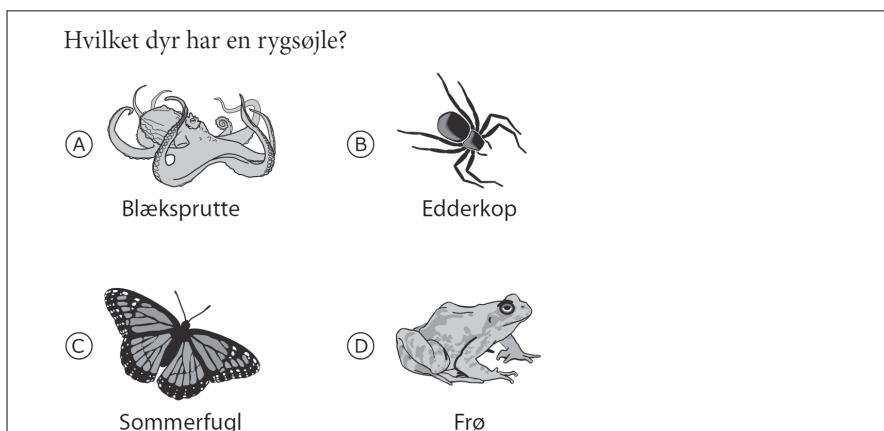 Hvilket dyr har en rygsøjle?
A
Blæksprutte
B
Edderkop
C
Sommerfugl
D
Frø